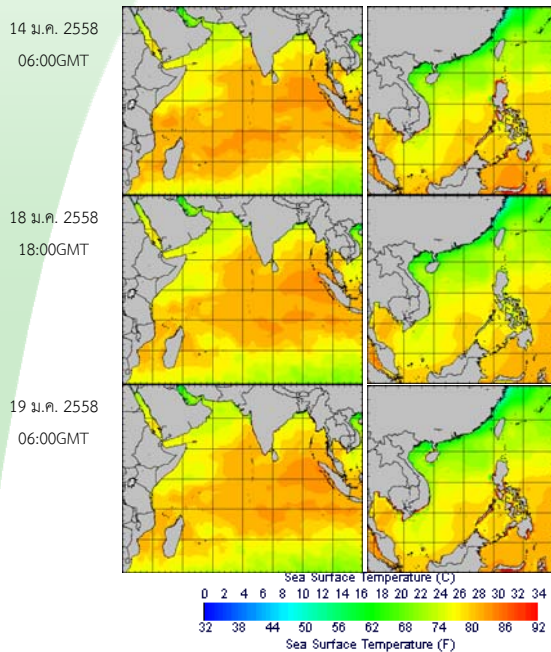 14 ม.ค. 2558
06:00GMT
18 ม.ค. 2558
18:00GMT
19 ม.ค. 2558
06:00GMT
Sea Surface Temperature (C)
0 2 4 6 8 10 12 14 16 18 20 22 24 26 28 30 32 34
32 38 44 50 56 62 68 74 80 86 92
Sea Surface Temperature (F)